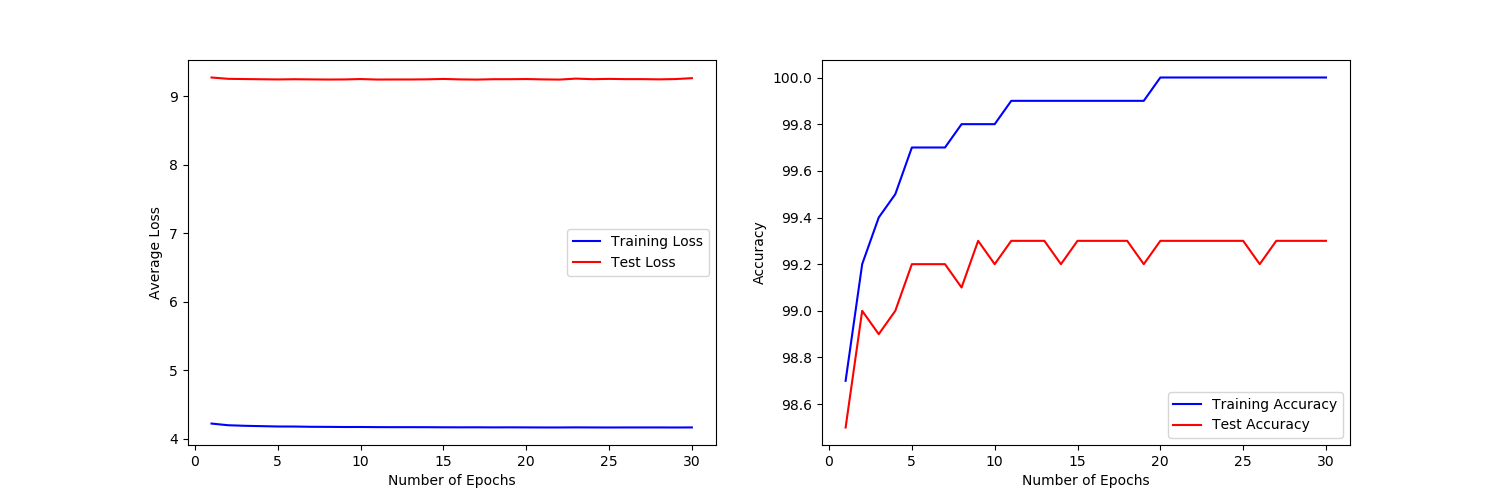 9
8
7
6
5
4
Average Loss
0 5 10 15 20 25 30
Number of Epochs
Training Loss
Test Loss
100.0
99.8
99.6
99.4
99.2
99.0
98.8
98.6
Accuracy
0 5 10 15 20 25 30
Number of Epochs
Training Accuracy
Test Accuracy